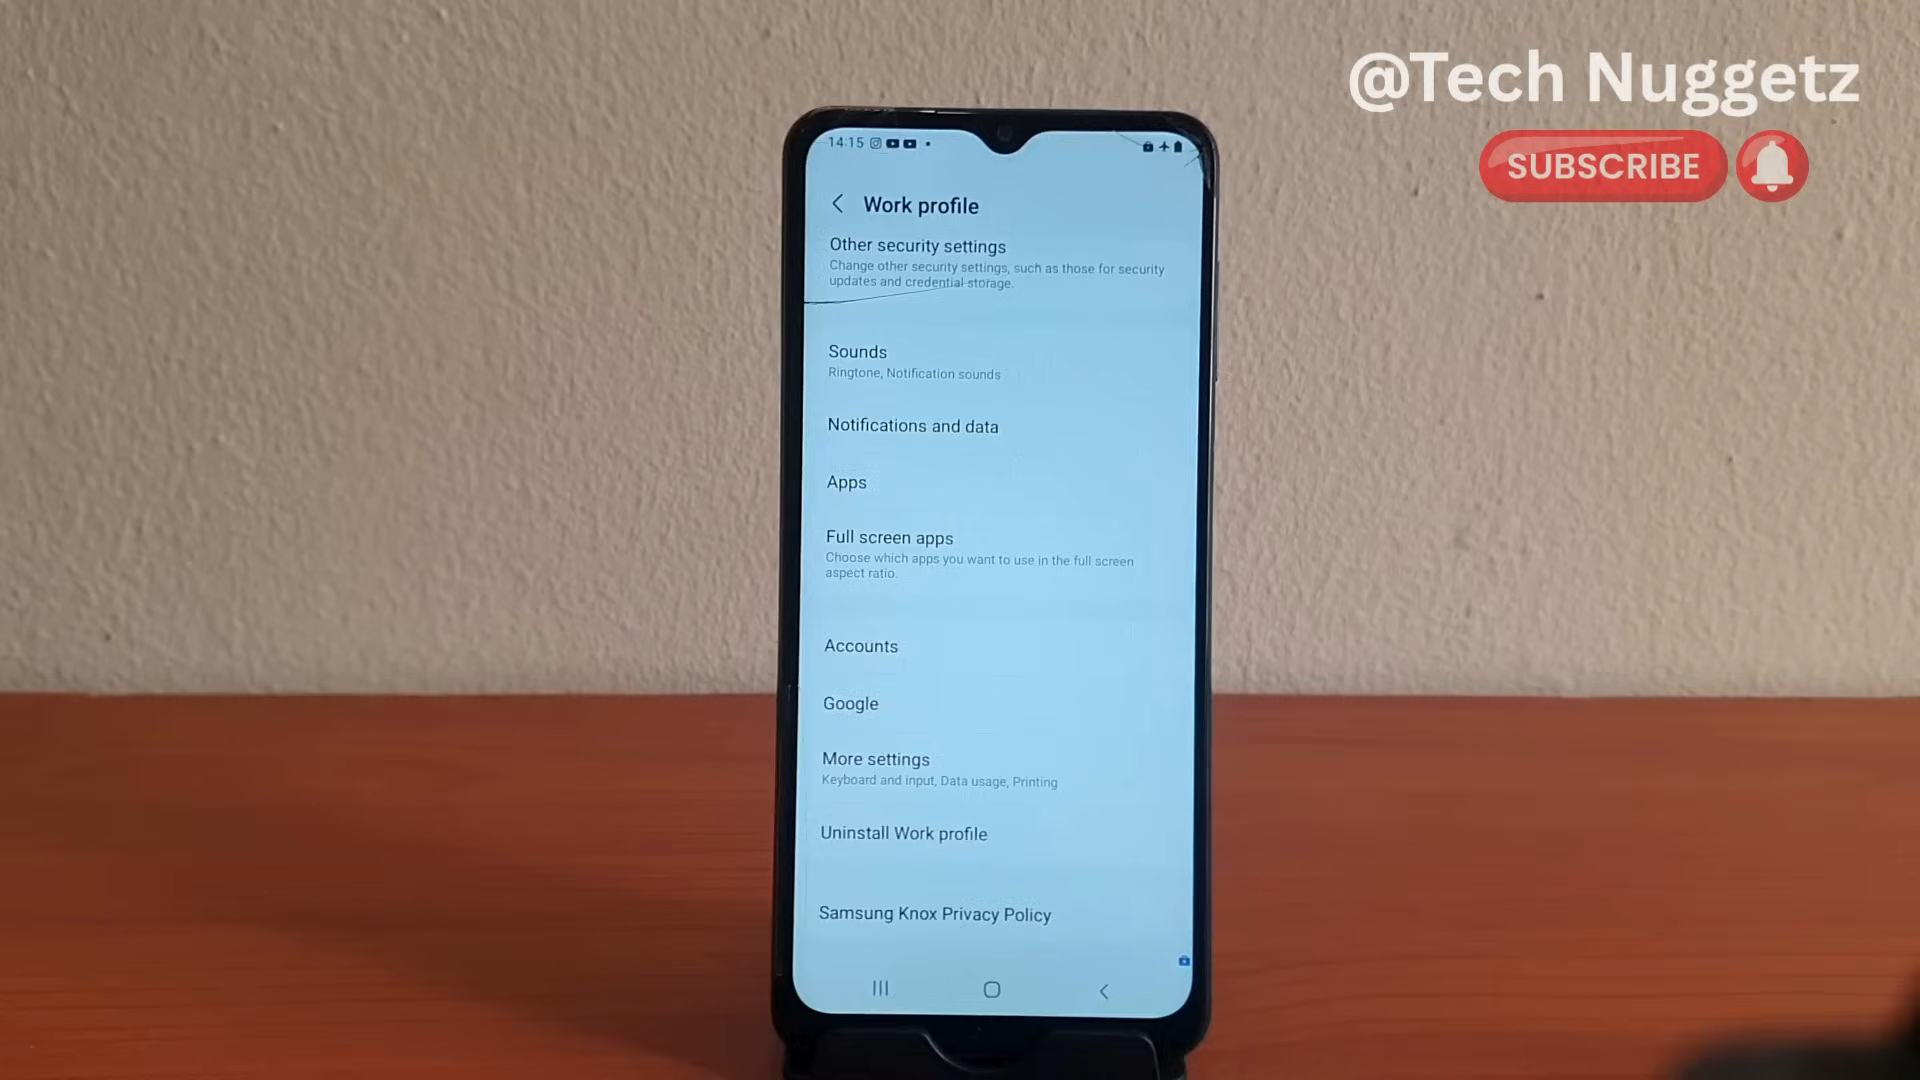 @Tech Nuggetz
SUBSCRIBE
14:15
Work profile
Other security settings
Change other security settings, such as those for security
updates and credential storage.
Sounds
Ringtone, Notification sounds
Notifications and data
Apps
Full screen apps
Choose which apps you want to use in the full screen
aspect ratio.
Accounts
Google
More settings
Keyboard and input, Data usage, Printing
Uninstall Work profile
Samsung Knox Privacy Policy